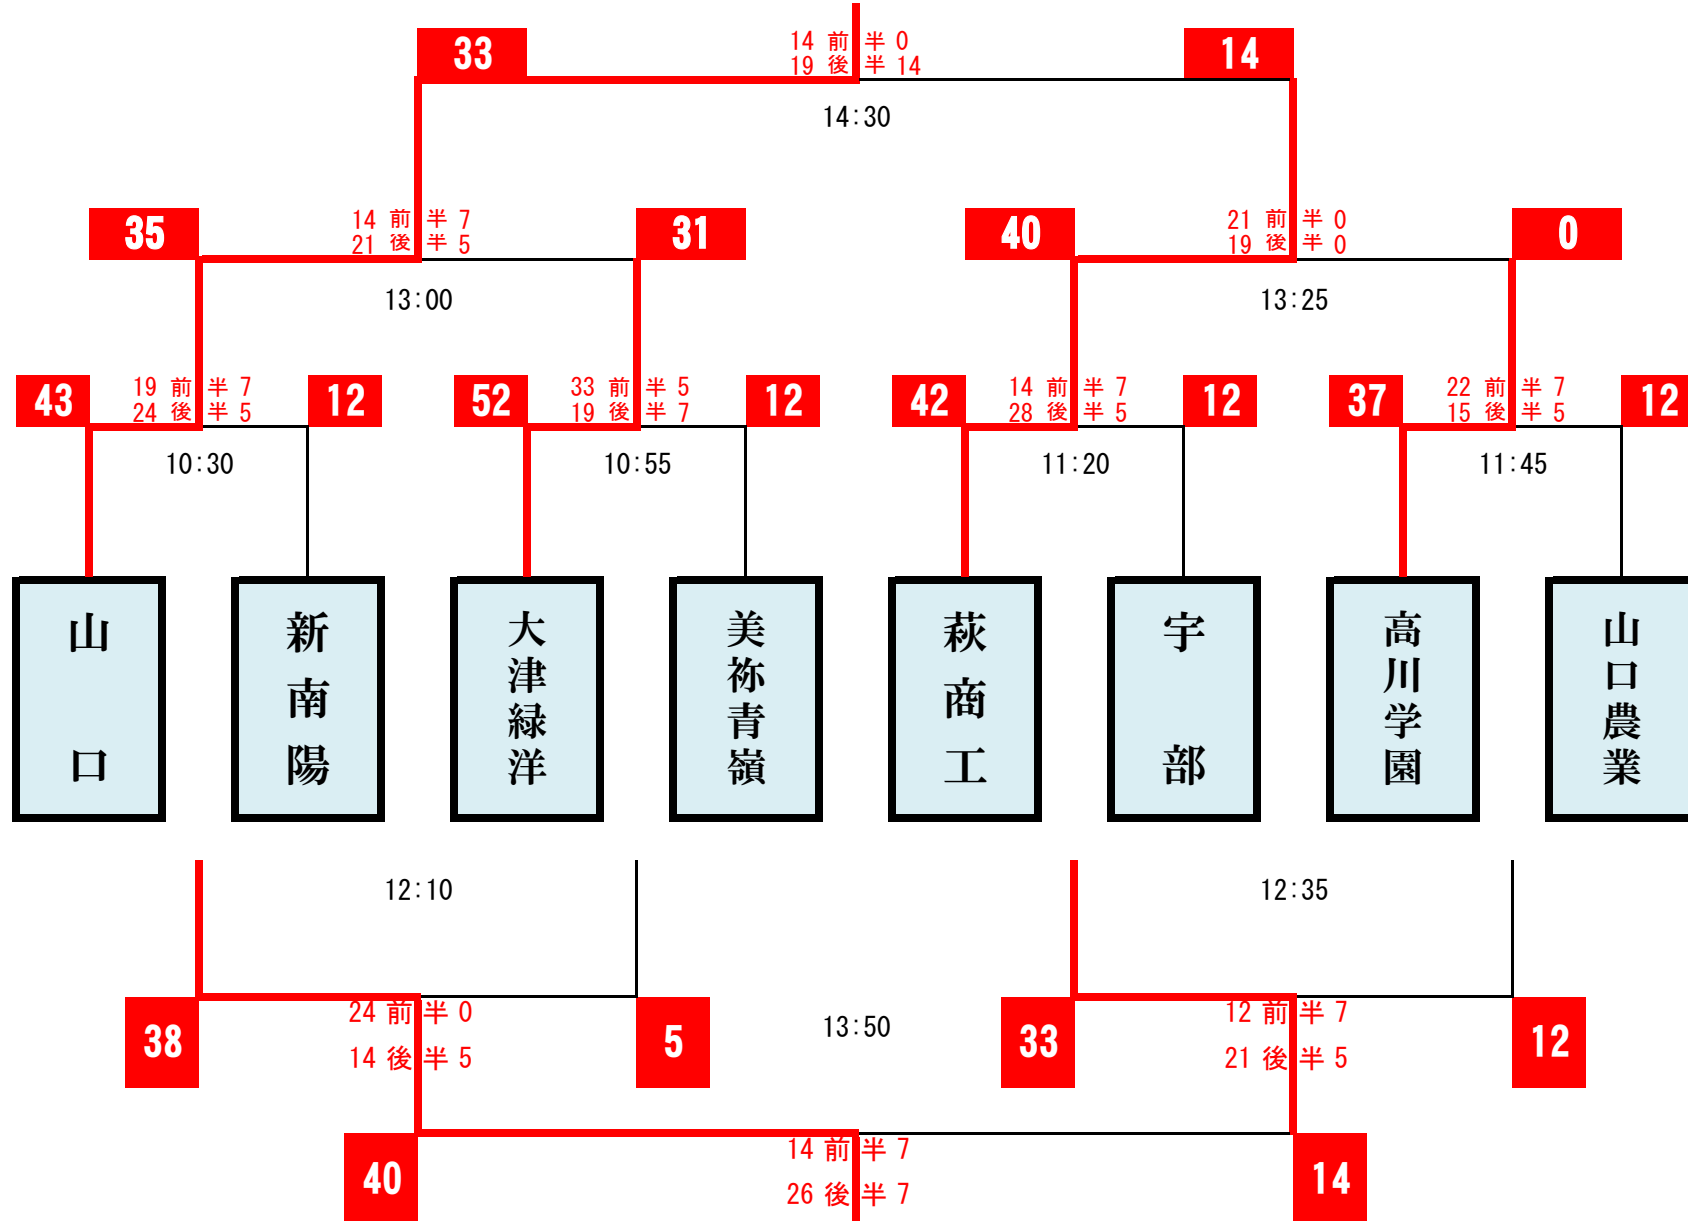 33
14 前半 0
19 後半 14
14
14:30
35
14 前半 7
21 後半 5
31
40
21 前半 0
19 後半 0
0
13:00
13:25
43
19 前半 7
24 後半 5
12
52
33 前半 5
19 後半 7
12
42
14 前半 7
28 後半 5
12
37
22 前半 7
15 後半 5
12
10:30
10:55
11:20
11:45
山口
新南陽
大津緑洋
美祢青嶺
萩商工
宇部
高川学園
山口農業
12:10
12:35
38
24 前半 0
14 後半 5
5
13:50
33
12 前半 7
21 後半 5
12
40
14 前半 7
26 後半 7
14